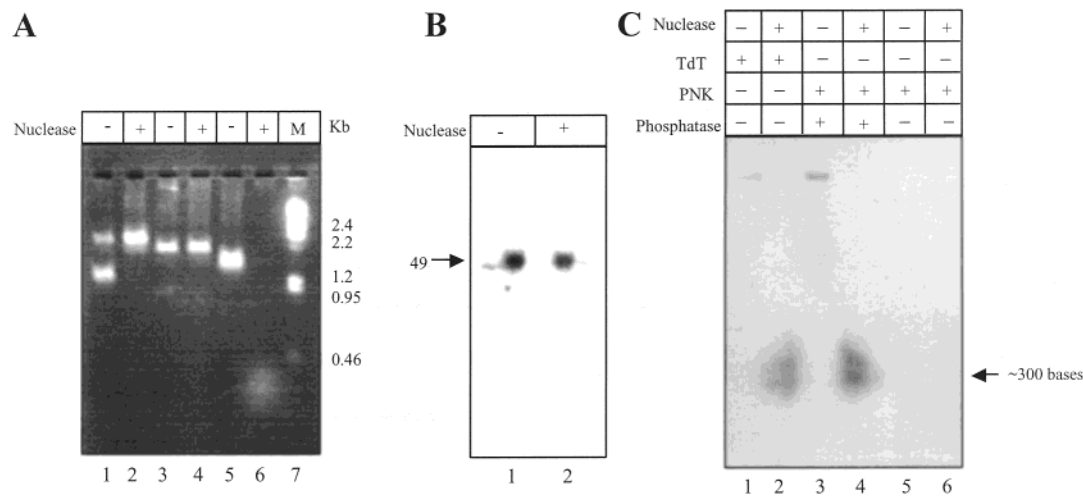 A
Nuclease - + - + - + M Kb
2.4
2.2
1.2
0.95
0.46
1 2 3 4 5 6 7
B
Nuclease - +
49
1 2
C
Nuclease − + − + − +
TdT + + − − − −
PNK − − + + + +
Phosphatase − − + + − −
~300 bases
1 2 3 4 5 6